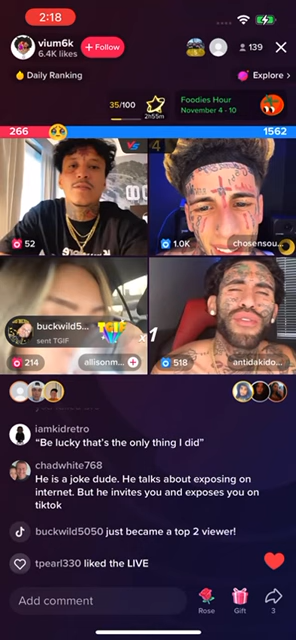 2:18
vium6k
6.4K likes
+ Follow
139
Daily Ranking
Explore >
35/100
2h55m
Foodies Hour
November 4 - 10
266
1562
VS
52
1.0K
chosensou...
buckwild5...
sent TGIF
TGIF
x1
214
allisonm...
518
antidakido...
iamkidretro
“Be lucky that’s the only thing I did”
chadwhite768
He is a joke dude. He talks about exposing on
internet. But he invites you and exposes you on
tiktok
buckwild5050 just became a top 2 viewer!
tpearl330 liked the LIVE
Add comment
Rose
Gift
3